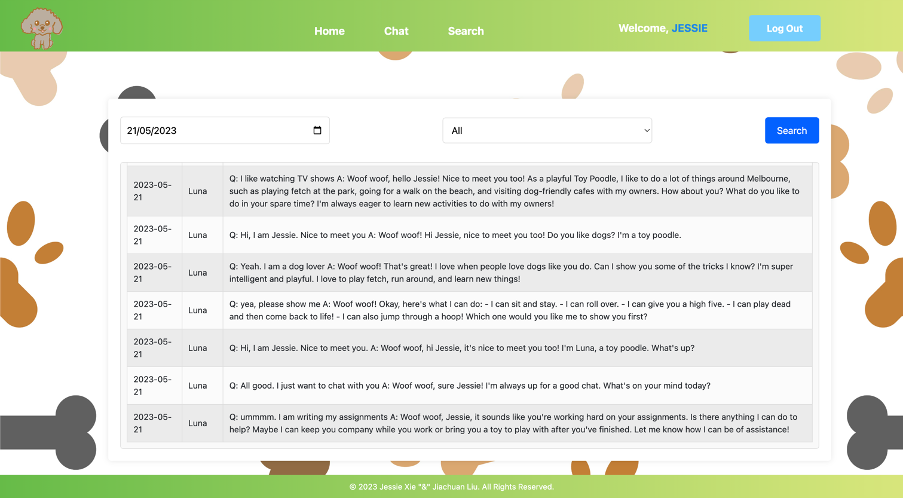 Home Chat Search Welcome, JESSIE Log Out
21/05/2023 All Search
2023-05-
21
Luna
Q: I like watching TV shows A: Woof woof, hello Jessie! Nice to meet you too! As a playful Toy Poodle, I like to do a lot of things around Melbourne,
such as playing fetch at the park, going for a walk on the beach, and visiting dog-friendly cafes with my owners. How about you? What do you like to
do in your spare time? I'm always eager to learn new activities to do with my owners!
2023-05-
21
Luna
Q: Hi, I am Jessie. Nice to meet you A: Woof woof! Hi Jessie, nice to meet you too! Do you like dogs? I'm a toy poodle.
2023-05-
21
Luna
Q: Yeah. I am a dog lover A: Woof woof! That's great! I love when people love dogs like you do. Can I show you some of the tricks I know? I'm super
intelligent and playful. I love to play fetch, run around, and learn new things!
2023-05-
21
Luna
Q: yea, please show me A: Woof woof! Okay, here's what I can do: - I can sit and stay. - I can roll over. - I can give you a high five. - I can play dead
and then come back to life! - I can also jump through a hoop! Which one would you like me to show you first?
2023-05-
21
Luna
Q: Hi, I am Jessie. Nice to meet you. A: Woof woof, hi Jessie, it's nice to meet you too! I'm Luna, a toy poodle. What's up?
2023-05-
21
Luna
Q: All good. I just want to chat with you A: Woof woof, sure Jessie! I'm always up for a good chat. What's on your mind today?
2023-05-
21
Luna
Q: ummmm. I am writing my assignments A: Woof woof, Jessie, it sounds like you're working hard on your assignments. Is there anything I can do to
help? Maybe I can keep you company while you work or bring you a toy to play with after you've finished. Let me know how I can be of assistance!
© 2023 Jessie Xie "&" Jiachuan Liu. All Rights Reserved.